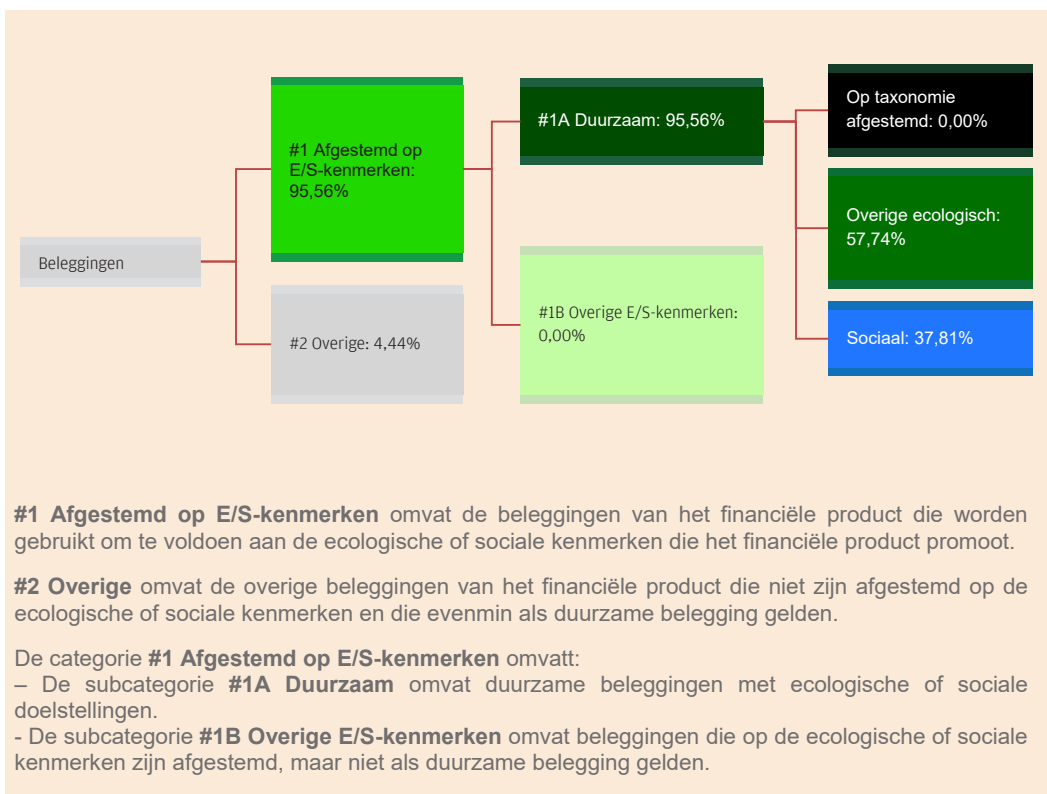 Beleggingen
#1 Afgestemd op
E/S-kenmerken:
95,56%
#2 Overige: 4,44%
#1A Duurzaam: 95,56%
#1B Overige E/S-kenmerken:
0,00%
Op taxonomie
afgestemd: 0,00%
Overige ecologisch:
57,74%
Sociaal: 37,81%
#1 Afgestemd op E/S-kenmerken omvat de beleggingen van het financiële product die worden
gebruikt om te voldoen aan de ecologische of sociale kenmerken die het financiële product promoot.
#2 Overige omvat de overige beleggingen van het financiële product die niet zijn afgestemd op de
ecologische of sociale kenmerken en die evenmin als duurzame belegging gelden.
De categorie #1 Afgestemd op E/S-kenmerken omvatt:
– De subcategorie #1A Duurzaam omvat duurzame beleggingen met ecologische of sociale
doelstellingen.
- De subcategorie #1B Overige E/S-kenmerken omvat beleggingen die op de ecologische of sociale
kenmerken zijn afgestemd, maar niet als duurzame belegging gelden.